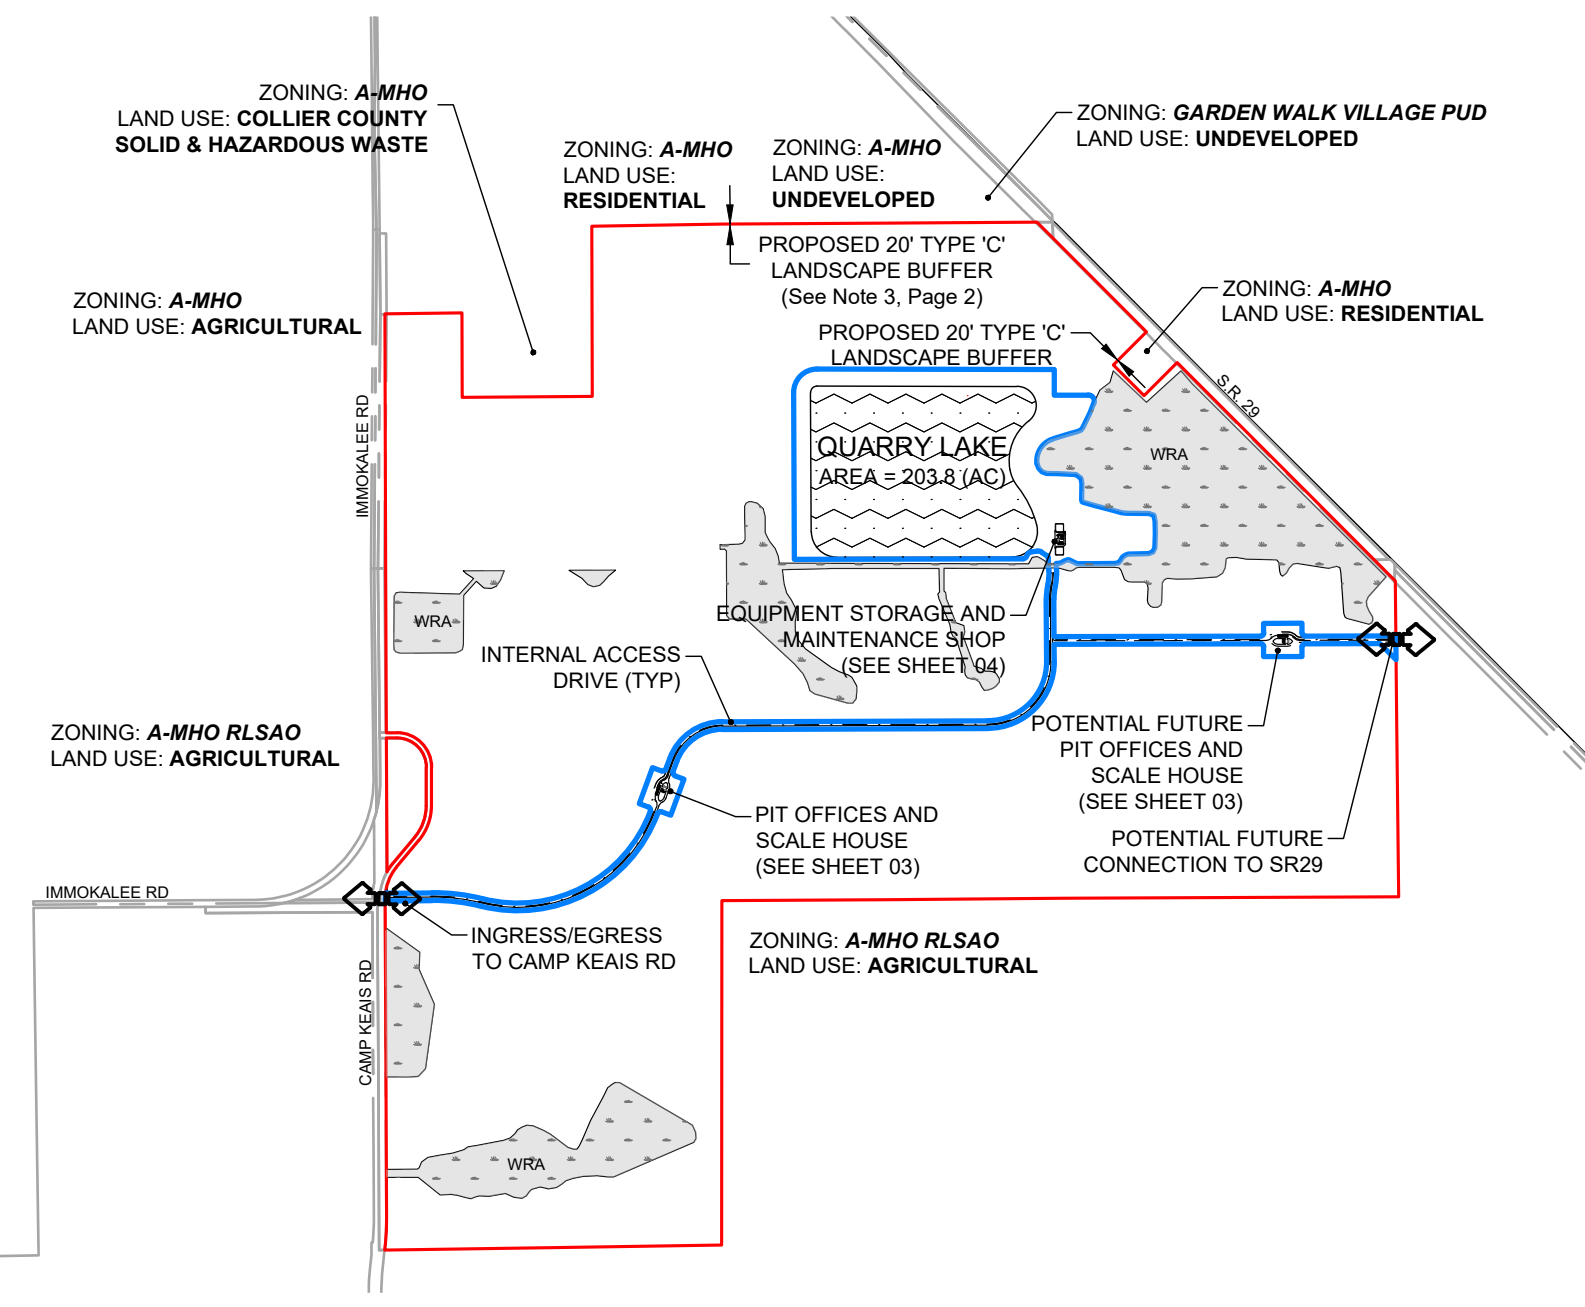 ZONING: A-MHO
LAND USE: COLLIER COUNTY
SOLID & HAZARDOUS WASTE
ZONING: A-MHO
LAND USE:
RESIDENTIAL
ZONING: A-MHO
LAND USE:
UNDEVELOPED
ZONING: GARDEN WALK VILLAGE PUD
LAND USE: UNDEVELOPED
PROPOSED 20' TYPE 'C'
LANDSCAPE BUFFER
(See Note 3, Page 2)
ZONING: A-MHO
LAND USE: AGRICULTURAL
ZONING: A-MHO
LAND USE: RESIDENTIAL
PROPOSED 20' TYPE 'C'
LANDSCAPE BUFFER
S.R. 29
IMMOKALEE RD
QUARRY LAKE
AREA = 203.8 (AC)
WRA
WRA
EQUIPMENT STORAGE AND
MAINTENANCE SHOP
(SEE SHEET 04)
INTERNAL ACCESS
DRIVE (TYP)
ZONING: A-MHO RLSAO
LAND USE: AGRICULTURAL
POTENTIAL FUTURE
PIT OFFICES AND
SCALE HOUSE
(SEE SHEET 03)
PIT OFFICES AND
SCALE HOUSE
(SEE SHEET 03)
POTENTIAL FUTURE
CONNECTION TO SR29
IMMOKALEE RD
INGRESS/EGRESS
TO CAMP KEAIS RD
ZONING: A-MHO RLSAO
LAND USE: AGRICULTURAL
CAMP KEAIS RD
WRA